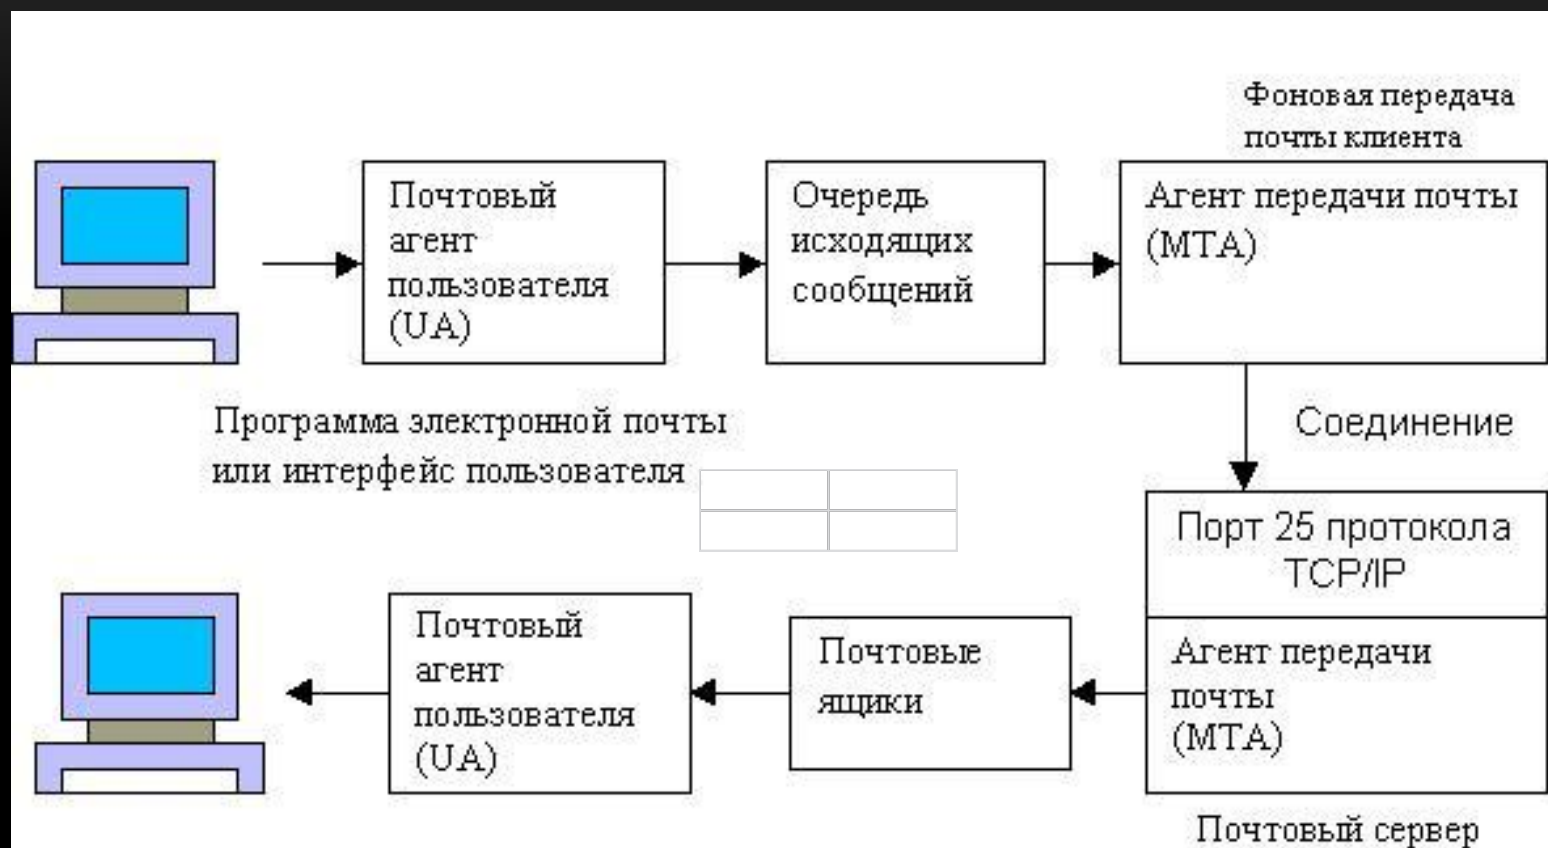 Фоновая передача
почты клиента
Почтовый
агент
пользователя
(UA)
Очередь
исходящих
сообщений
Агент передачи почты
(MTA)
Программа электронной почты
или интерфейс пользователя
Соединение
Порт 25 протокола
TCP/IP
Почтовый
агент
пользователя
(UA)
Почтовые
ящики
Агент передачи
почты
(MTA)
Почтовый сервер